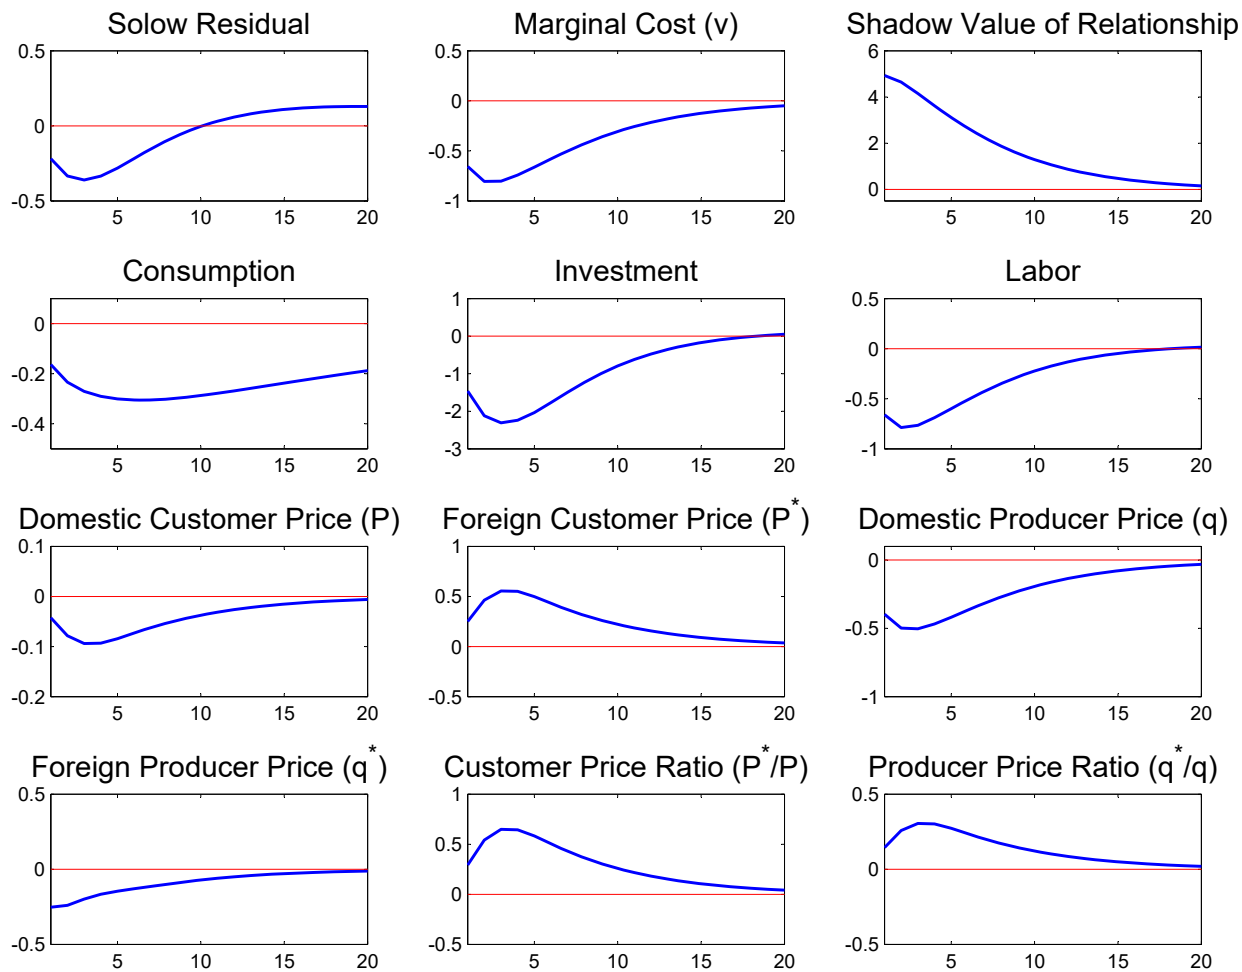 Solow Residual
0.5
0
-0.5
5 10 15 20
Marginal Cost (v)
0.5
0
-0.5
-1
5 10 15 20
Shadow Value of Relationship
6
4
2
0
5 10 15 20
Consumption
0
-0.2
-0.4
5 10 15 20
Investment
1
0
-1
-2
-3
5 10 15 20
Labor
0.5
0
-0.5
-1
5 10 15 20
Domestic Customer Price (P)
0.1
0
-0.1
-0.2
5 10 15 20
Foreign Customer Price (P*)
1
0.5
0
-0.5
5 10 15 20
Domestic Producer Price (q)
0
-0.5
-1
5 10 15 20
Foreign Producer Price (q*)
0.5
0
-0.5
5 10 15 20
Customer Price Ratio (P*/P)
1
0.5
0
-0.5
5 10 15 20
Producer Price Ratio (q*/q)
0.5
0
-0.5
5 10 15 20